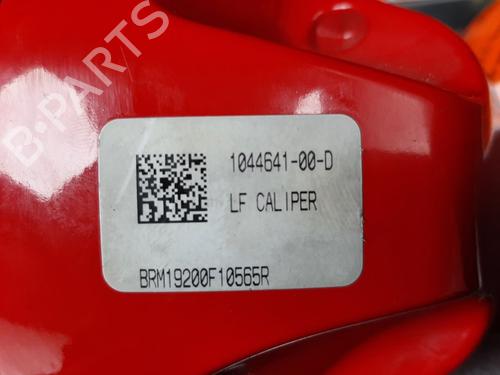 B-PARTS
1044641-00-D
LF CALIPER
BRM19200F10565R